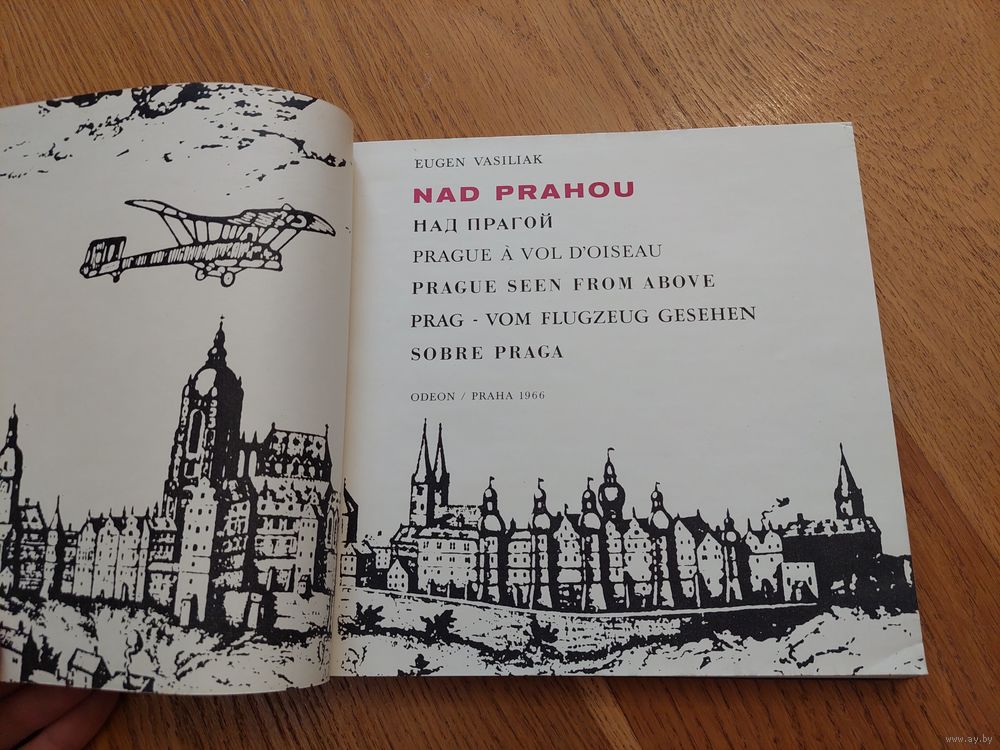 EUGEN VASILIAK
NAD PRAHOU
НАД ПРАГОЙ
PRAGUE À VOL D'OISEAU
PRAGUE SEEN FROM ABOVE
PRAG - VOM FLUGZEUG GESEHEN
SOBRE PRAGA
ODEON / PRAHA 1966
www.ay.by